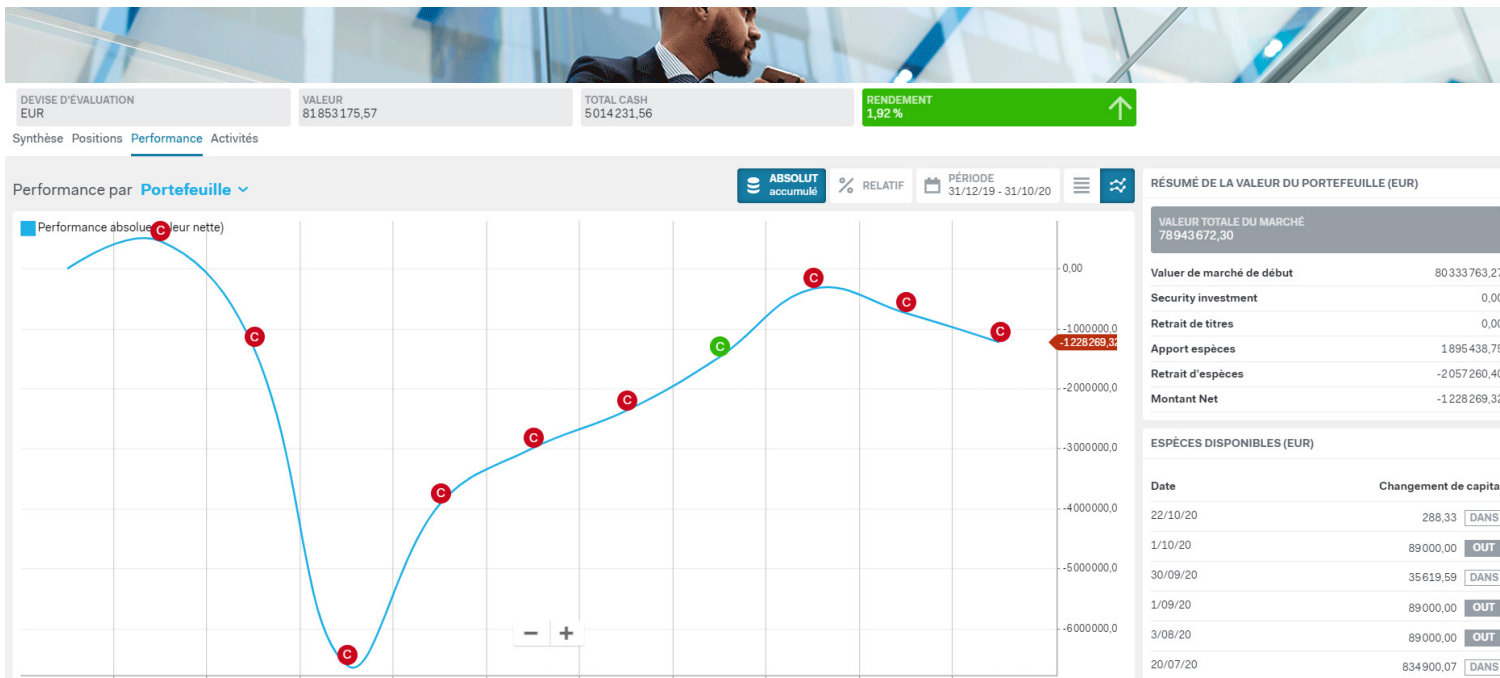 DEVISE D'ÉVALUATION
EUR
VALEUR
81 853 175,57
TOTAL CASH
5 014 231,56
RENDEMENT
1,92 %
Synthèse Positions Performance Activités
Performance par Portefeuille
ABSOLUT
accumulé
RELATIF
PÉRIODE
31/12/19 - 31/10/20
Performance absolue leur nette)
C
C
C
C
C
C
C
C
C
C
0,00
-1000000,0
-1 228 269,32
-2000000,0
-3000000,0
-4000000,0
-5000000,0
-6000000,0
RÉSUMÉ DE LA VALEUR DU PORTEFEUILLE (EUR)
VALEUR TOTALE DU MARCHÉ
78 943 672,30
Valuer de marché de début 80 333 763,27
Security investment 0,00
Retrait de titres 0,00
Apport espèces 1 895 438,75
Retrait d'espèces -2 057 260,40
Montant Net -1 228 269,32
ESPÈCES DISPONIBLES (EUR)
Date Changement de capita
22/10/20 288,33 DANS
1/10/20 89 000,00 OUT
30/09/20 35 619,59 DANS
1/09/20 89 000,00 OUT
3/08/20 89 000,00 OUT
20/07/20 834 900,07 DANS